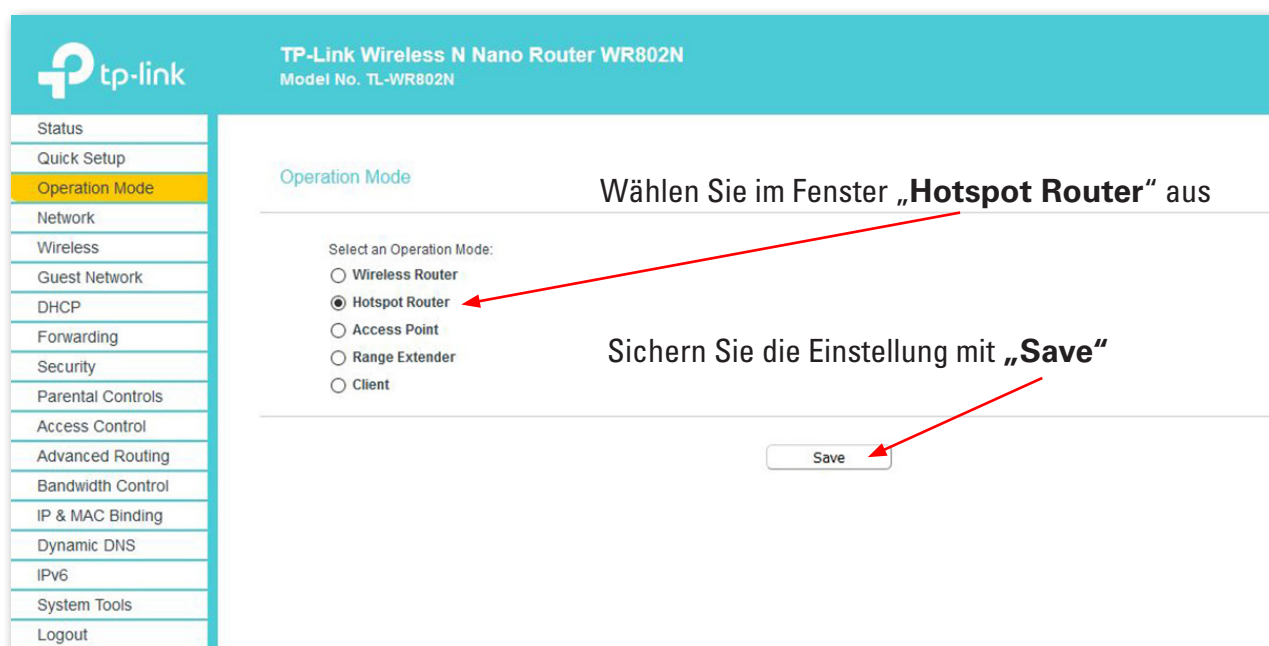 tp-link
TP-Link Wireless N Nano Router WR802N
Model No. TL-WR802N
Status
Quick Setup
Operation Mode
Network
Wireless
Guest Network
DHCP
Forwarding
Security
Parental Controls
Access Control
Advanced Routing
Bandwidth Control
IP & MAC Binding
Dynamic DNS
IPv6
System Tools
Logout
Operation Mode
Wählen Sie im Fenster „Hotspot Router“ aus
Select an Operation Mode:
Wireless Router
Hotspot Router
Access Point
Range Extender
Client
Sichern Sie die Einstellung mit „Save“
Save